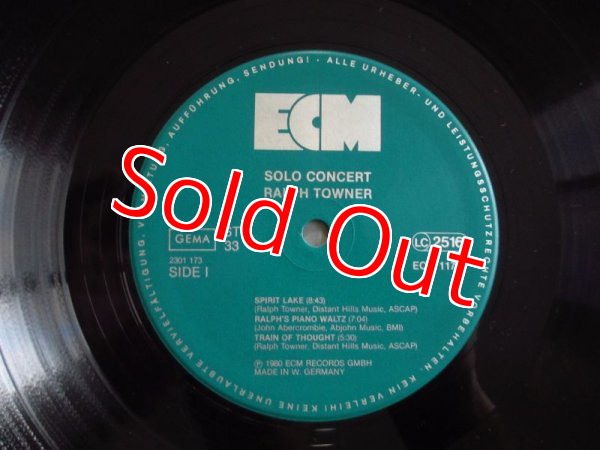 VERVIELFÄLTIGUNG, AUFFÜHRUNG, SENDUNG! - ALLE URHEBER- UND LEISTUNGSSCHUTZRECHTE VORBEHALTEN - KEIN VERLEIH! KEINE UNERLAUBTE
ECM
SOLO CONCERT
RALPH TOWNER
Sold Out
GEMA
ST
33
LC 2516
2301 173
SIDE I
SPIRIT LAKE (8:43)
(Ralph Towner, Distant Hills Music, ASCAP)
RALPH'S PIANO WALTZ (7:04)
(John Abercrombie, Abjohn Music, BMI)
TRAIN OF THOUGHT (5:30)
(Ralph Towner, Distant Hills Music, ASCAP)
Ⓟ 1980 ECM RECORDS GMBH
MADE IN W. GERMANY